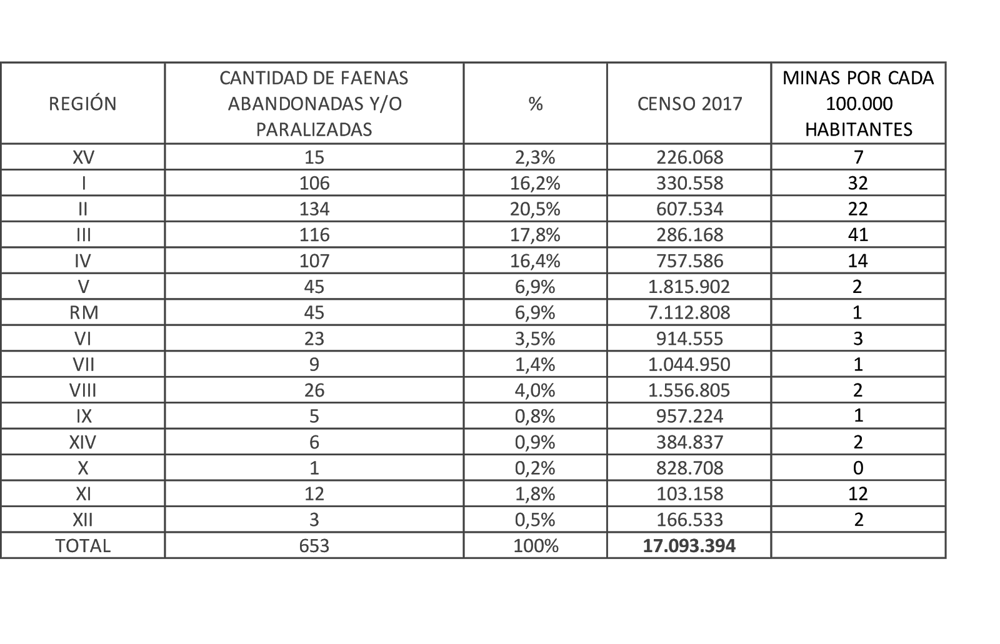 REGIÓN
CANTIDAD DE FAENAS
ABANDONADAS Y/O
PARALIZADAS
%
CENSO 2017
MINAS POR CADA
100.000
HABITANTES
XV 15 2,3% 226.068 7
I 106 16,2% 330.558 32
II 134 20,5% 607.534 22
III 116 17,8% 286.168 41
IV 107 16,4% 757.586 14
V 45 6,9% 1.815.902 2
RM 45 6,9% 7.112.808 1
VI 23 3,5% 914.555 3
VII 9 1,4% 1.044.950 1
VIII 26 4,0% 1.556.805 2
IX 5 0,8% 957.224 1
XIV 6 0,9% 384.837 2
X 1 0,2% 828.708 0
XI 12 1,8% 103.158 12
XII 3 0,5% 166.533 2
TOTAL 653 100% 17.093.394